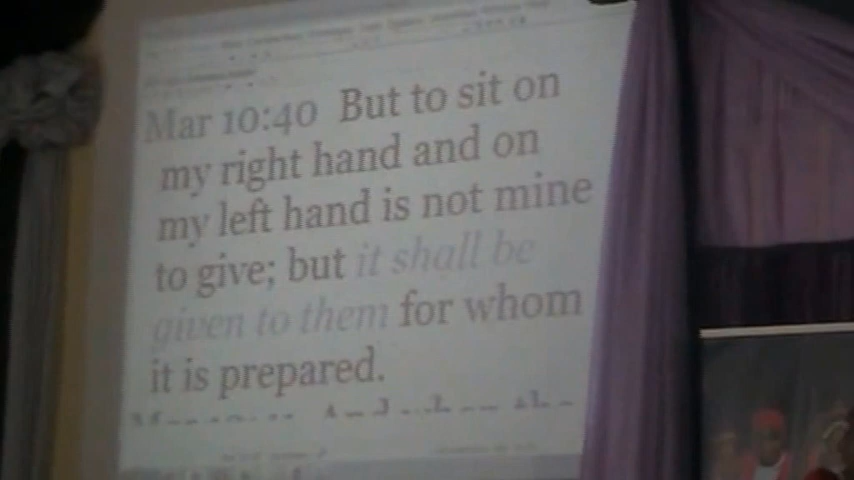 Mar 10:40 But to sit on
my right hand and on
my left hand is not mine
to give; but it shall be
given to them for whom
it is prepared.